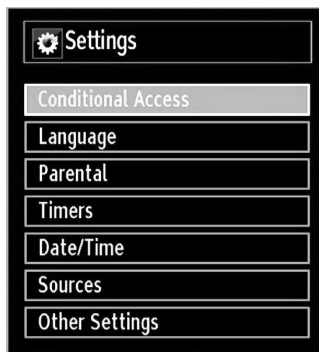 Settings
Conditional Access
Language
Parental
Timers
Date/Time
Sources
Other Settings